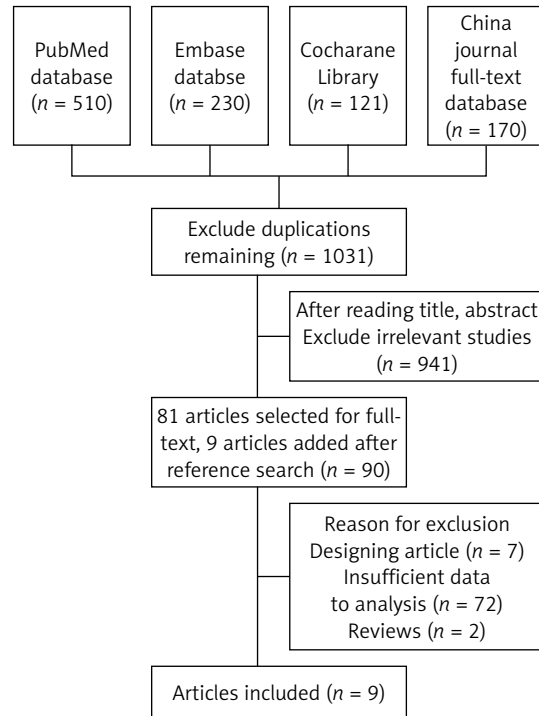 PubMed
database
(n = 510)
Embase
databse
(n = 230)
Cocharane
Library
(n = 121)
China
journal
full-text
database
(n = 170)
Exclude duplications
remaining (n = 1031)
After reading title, abstract
Exclude irrelevant studies
(n = 941)
81 articles selected for full-
text, 9 articles added after
reference search (n = 90)
Reason for exclusion
Designing article (n = 7)
Insufficient data
to analysis (n = 72)
Reviews (n = 2)
Articles included (n = 9)